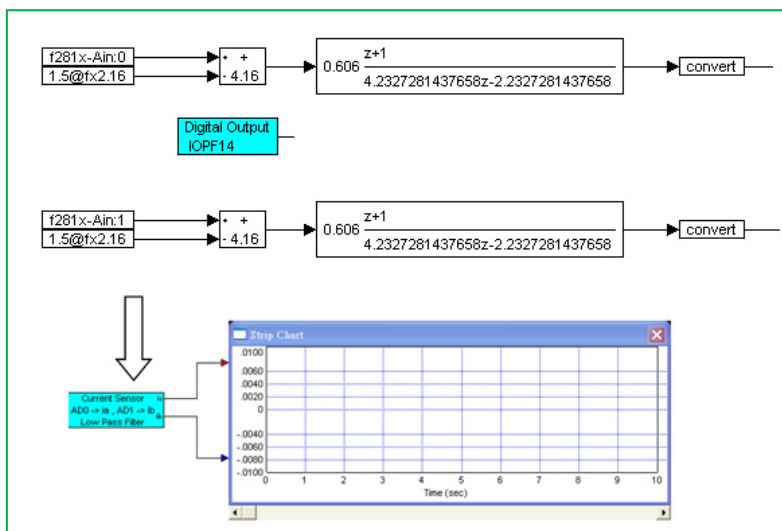 f281x-Ain:0
1.5@fx2.16
+ +
- 4.16
0.606 z+1
4.2327281437658z-2.2327281437658
convert
Digital Output
IOPF14
f281x-Ain:1
1.5@fx2.16
+ +
- 4.16
0.606 z+1
4.2327281437658z-2.2327281437658
convert
Strip Chart
.0100
.0060
.0040
.0020
0
-.0040
-.0060
-.0080
-.0100
0 1 2 3 4 5 6 7 8 9 10
Time (sec)
Current Sensor ia
AD0 -> ia , AD1 -> ib
Low Pass Filter